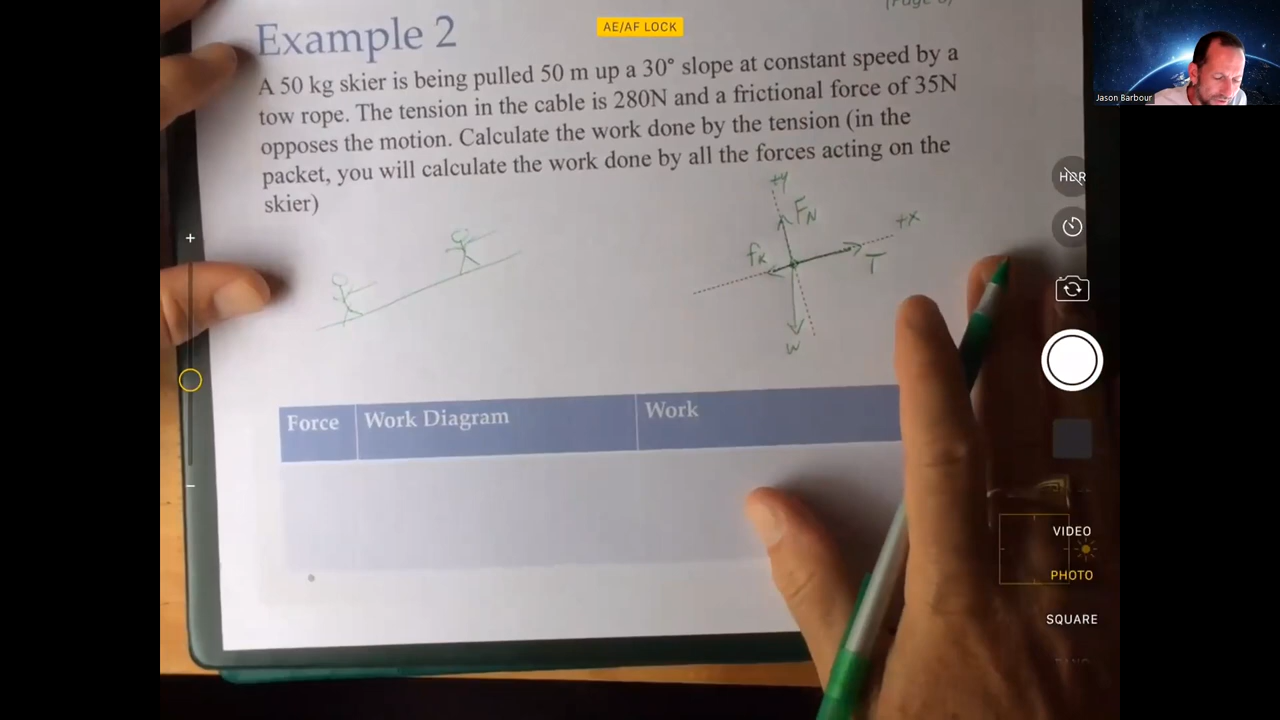 AE/AF LOCK
Example 2
A 50 kg skier is being pulled 50 m up a 30° slope at constant speed by a
tow rope. The tension in the cable is 280N and a frictional force of 35N
opposes the motion. Calculate the work done by the tension (in the
packet, you will calculate the work done by all the forces acting on the
skier)
Jason Barbour
HDR
+y
FN
+x
fk
T
W
Force
Work Diagram
Work
VIDEO
PHOTO
SQUARE